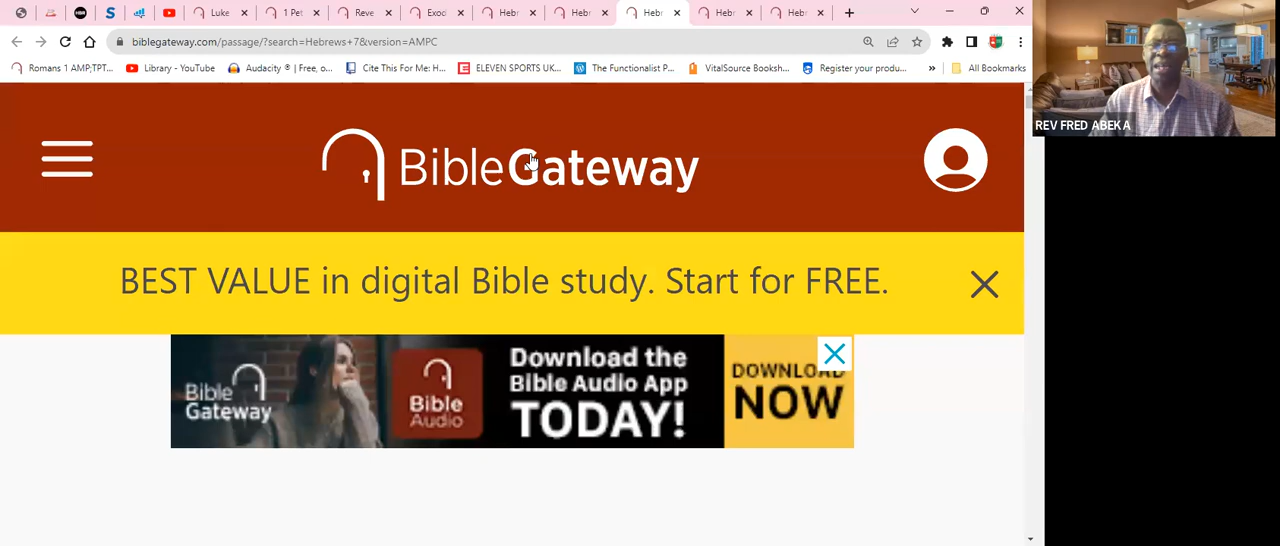 Luke
1 Pet
Reve
Exod
Hebr
Hebr
Hebr
Hebr
Hebr
biblegateway.com/passage/?search=Hebrews+7&version=AMPC
Romans 1 AMP;TPT...
Library - YouTube
Audacity ® | Free, o...
Cite This For Me: H...
ELEVEN SPORTS UK...
The Functionalist P...
VitalSource Booksh...
Register your produ...
»
All Bookmarks
REV FRED ABEKA
BibleGateway
BEST VALUE in digital Bible study. Start for FREE.
Bible
Gateway
Bible
Audio
Download the
Bible Audio App
TODAY!
DOWNLOAD
NOW